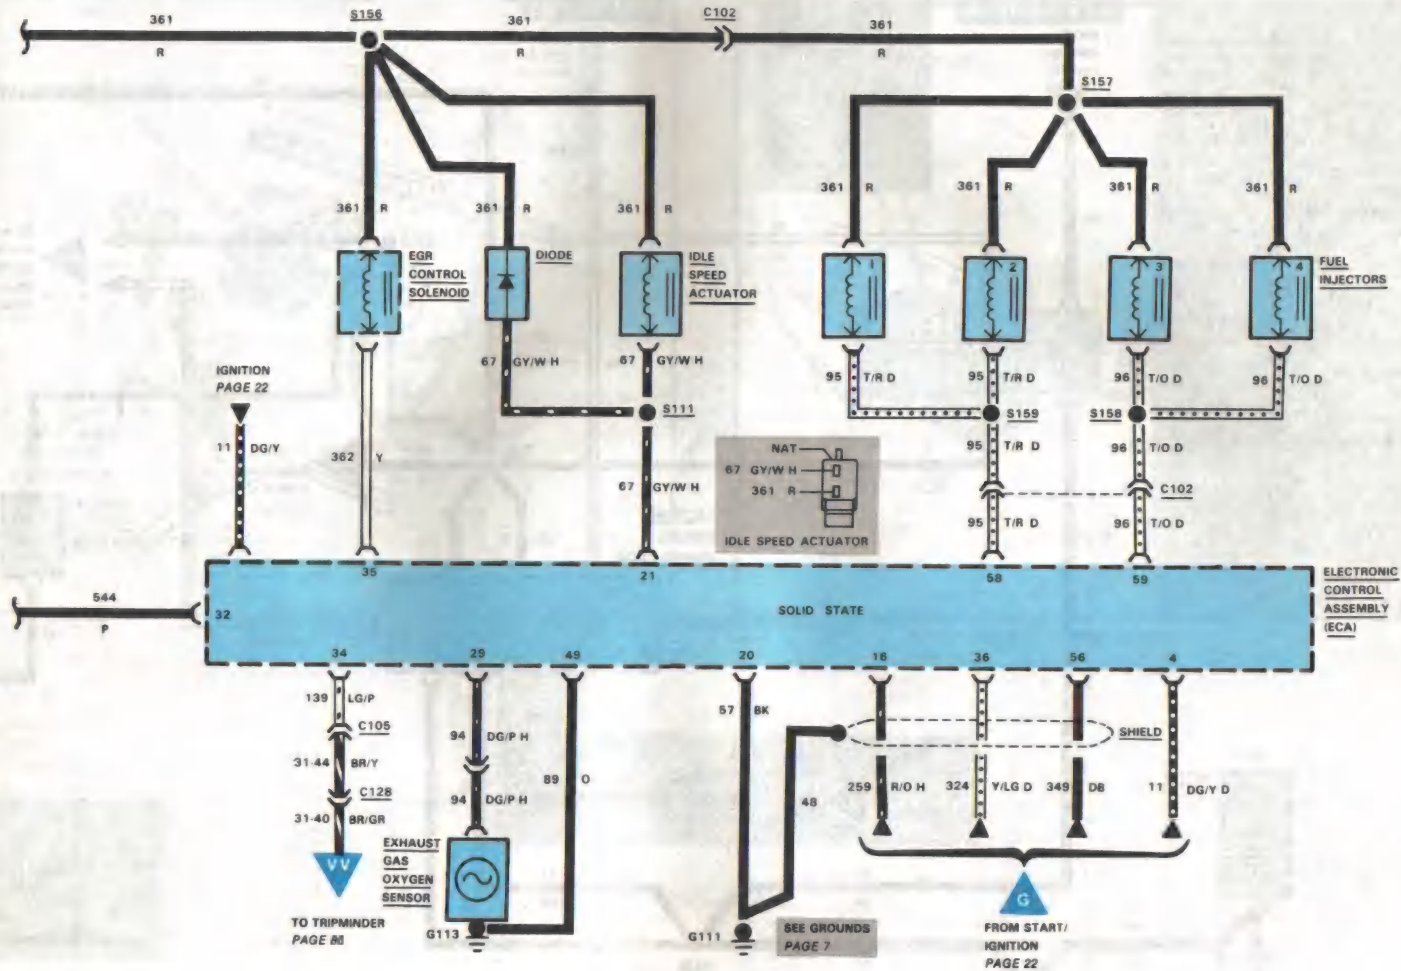 361 S156 361 C102 361
R R R
S157
361 R 361 R 361 R 361 R 361 R 361 R 361 R
EGR
CONTROL
SOLENOID
DIODE
IDLE
SPEED
ACTUATOR
1 2 3 4
FUEL
INJECTORS
IGNITION
PAGE 22
67 GY/W H 67 GY/W H
95 T/R D 95 T/R D 96 T/O D 96 T/O D
S111 S159 S158
11 DG/Y
362 Y
67 GY/W H
95 T/R D 96 T/O D
NAT
67 GY/W H
361 R
IDLE SPEED ACTUATOR
C102
95 T/R D 96 T/O D
35 21 58 59
544
P
32
SOLID STATE
ELECTRONIC
CONTROL
ASSEMBLY
(ECA)
34 29 49 20 16 36 56 4
139 LG/P
C105
31-44 BR/Y
C128
31-40 BR/GR
VV
TO TRIPMINDER
94 DG/P H
94 DG/P H
89 O
EXHAUST
GAS
OXYGEN
SENSOR
G113
57 BK
48
G111
SEE GROUNDS
PAGE 7
SHIELD
259 R/O H 324 Y/LG D 349 DB 11 DG/Y D
G
FROM START/
IGNITION
PAGE 22